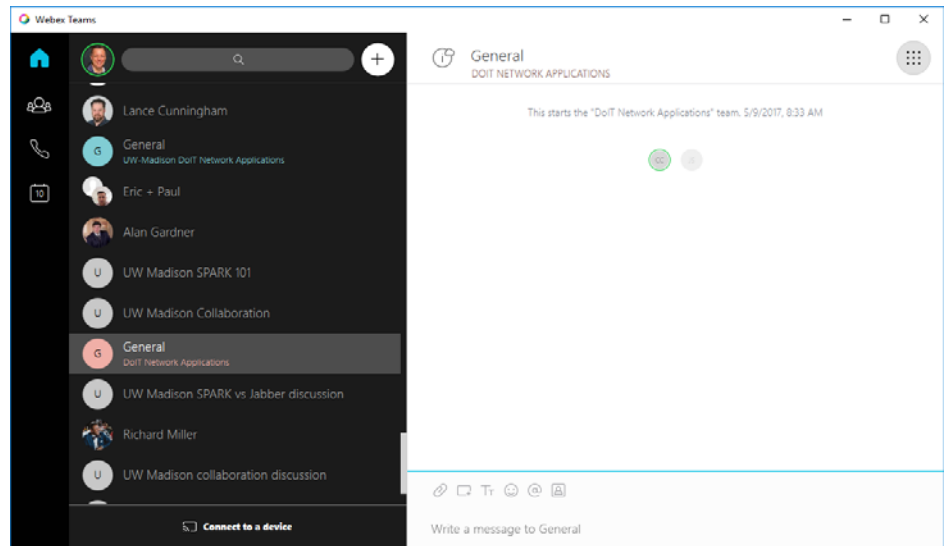 Webex Teams
Lance Cunningham
G
General
UW-Madison DoIT Network Applications
Eric + Paul
Alan Gardner
U
UW Madison SPARK 101
U
UW Madison Collaboration
G
General
DoIT Network Applications
U
UW Madison SPARK vs Jabber discussion
Richard Miller
U
UW Madison collaboration discussion
Connect to a device
10
General
DOIT NETWORK APPLICATIONS
This starts the "DoIT Network Applications" team. 5/9/2017, 8:33 AM
Write a message to General